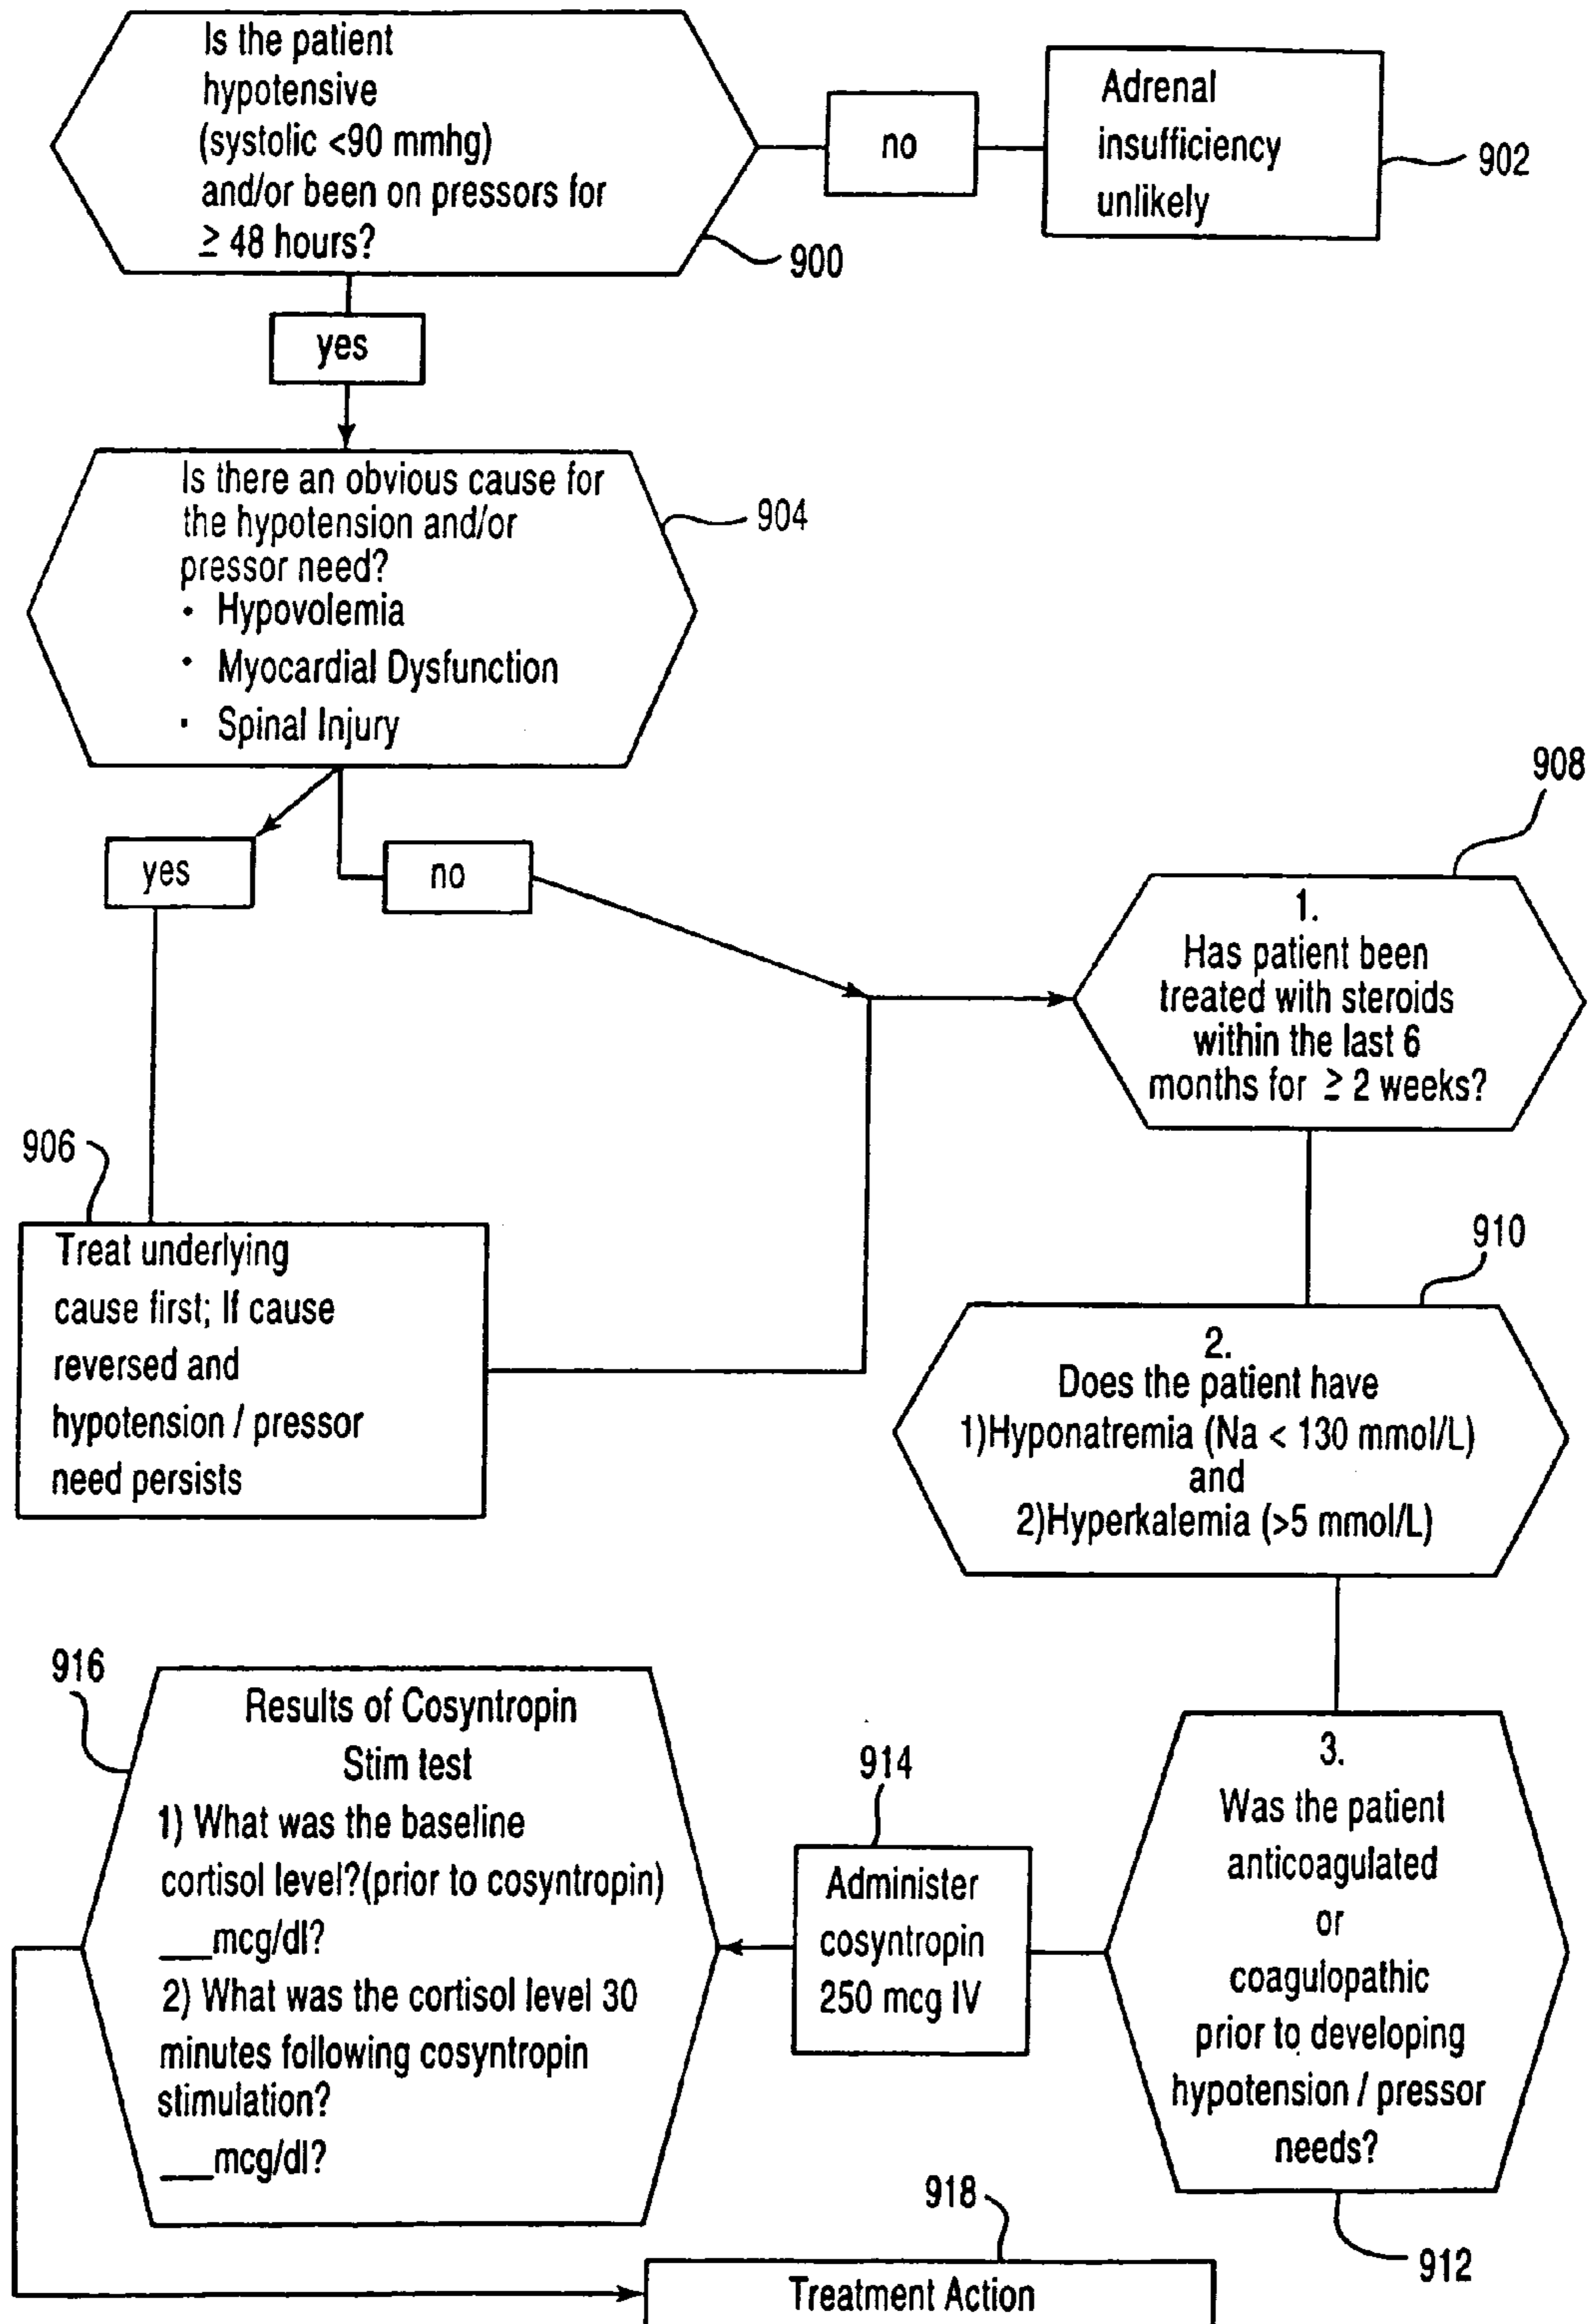 Is the patient
hypotensive
(systolic <90 mmhg)
and/or been on pressors for
≥ 48 hours?
900
no
Adrenal
insufficiency
unlikely
902
yes
Is there an obvious cause for
the hypotension and/or
pressor need?
· Hypovolemia
· Myocardial Dysfunction
· Spinal Injury
904
yes
no
906
Treat underlying
cause first; If cause
reversed and
hypotension / pressor
need persists
908
1.
Has patient been
treated with steroids
within the last 6
months for ≥ 2 weeks?
910
2.
Does the patient have
1)Hyponatremia (Na < 130 mmol/L)
and
2)Hyperkalemia (>5 mmol/L)
3.
Was the patient
anticoagulated
or
coagulopathic
prior to developing
hypotension / pressor
needs?
912
914
Administer
cosyntropin
250 mcg IV
916
Results of Cosyntropin
Stim test
1) What was the baseline
cortisol level?(prior to cosyntropin)
___mcg/dl?
2) What was the cortisol level 30
minutes following cosyntropin
stimulation?
___mcg/dl?
918
Treatment Action